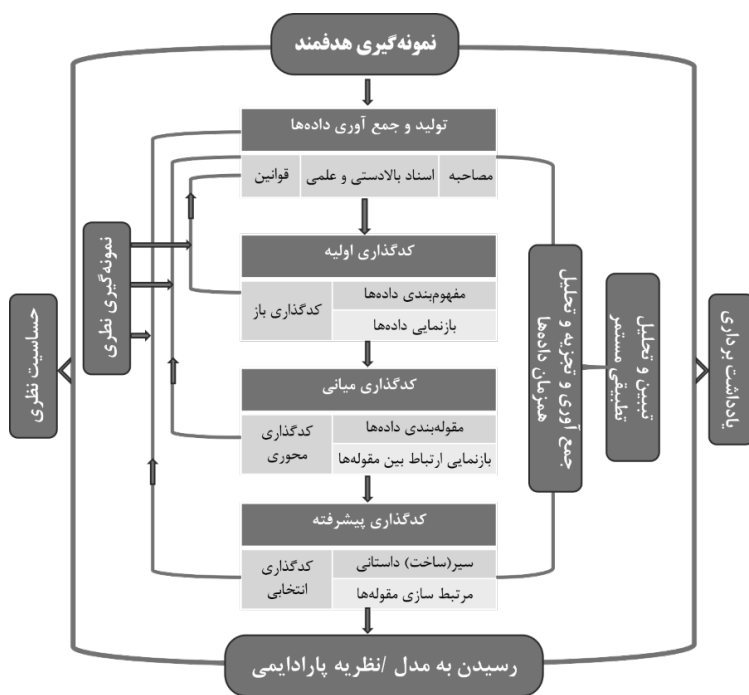 نمونه‌گیری هدفمند
تولید و جمع آوری داده‌ها
مصاحبه
اسناد بالادستی و علمی
قوانین
کدگذاری اولیه
مفهوم‌بندی داده‌ها
بازنمایی داده‌ها
کدگذاری باز
کدگذاری میانی
مقوله‌بندی داده‌ها
بازنمایی ارتباط بین مقوله‌ها
کدگذاری
محوری
کدگذاری پیشرفته
سیر(ساخت) داستانی
مرتبط سازی مقوله‌ها
کدگذاری
انتخابی
رسیدن به مدل /نظریه پارادایمی
یادداشت برداری
تبیین و تحلیل
تطبیقی مستمر
جمع آوری و تجزیه و تحلیل
همزمان داده‌ها
نمونه‌گیری نظری
حساسیت نظری